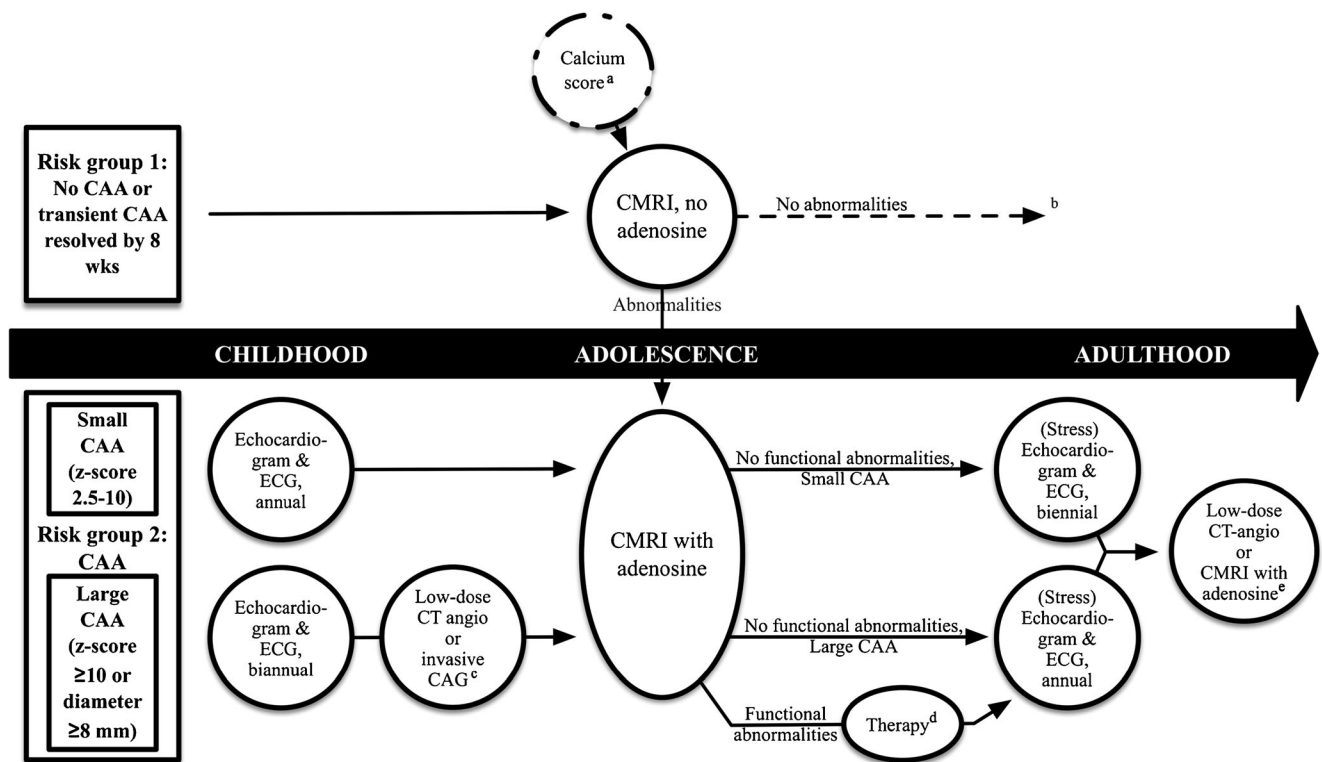 Calcium
score a
Risk group 1:
No CAA or
transient CAA
resolved by 8
wks
CMRI, no
adenosine
No abnormalities
b
Abnormalities
CHILDHOOD
ADOLESCENCE
ADULTHOOD
Small
CAA
(z-score
2.5-10)
Risk group 2:
CAA
Large
CAA
(z-score
≥10 or
diameter
≥8 mm)
Echocardio-
gram &
ECG,
annual
Echocardio-
gram &
ECG,
biannual
Low-dose
CT angio
or
invasive
CAG c
CMRI with
adenosine
No functional abnormalities,
Small CAA
No functional abnormalities,
Large CAA
Functional
abnormalities
Therapy d
(Stress)
Echocardio-
gram &
ECG,
biennial
(Stress)
Echocardio-
gram &
ECG,
annual
Low-dose
CT-angio
or
CMRI with
adenosine e